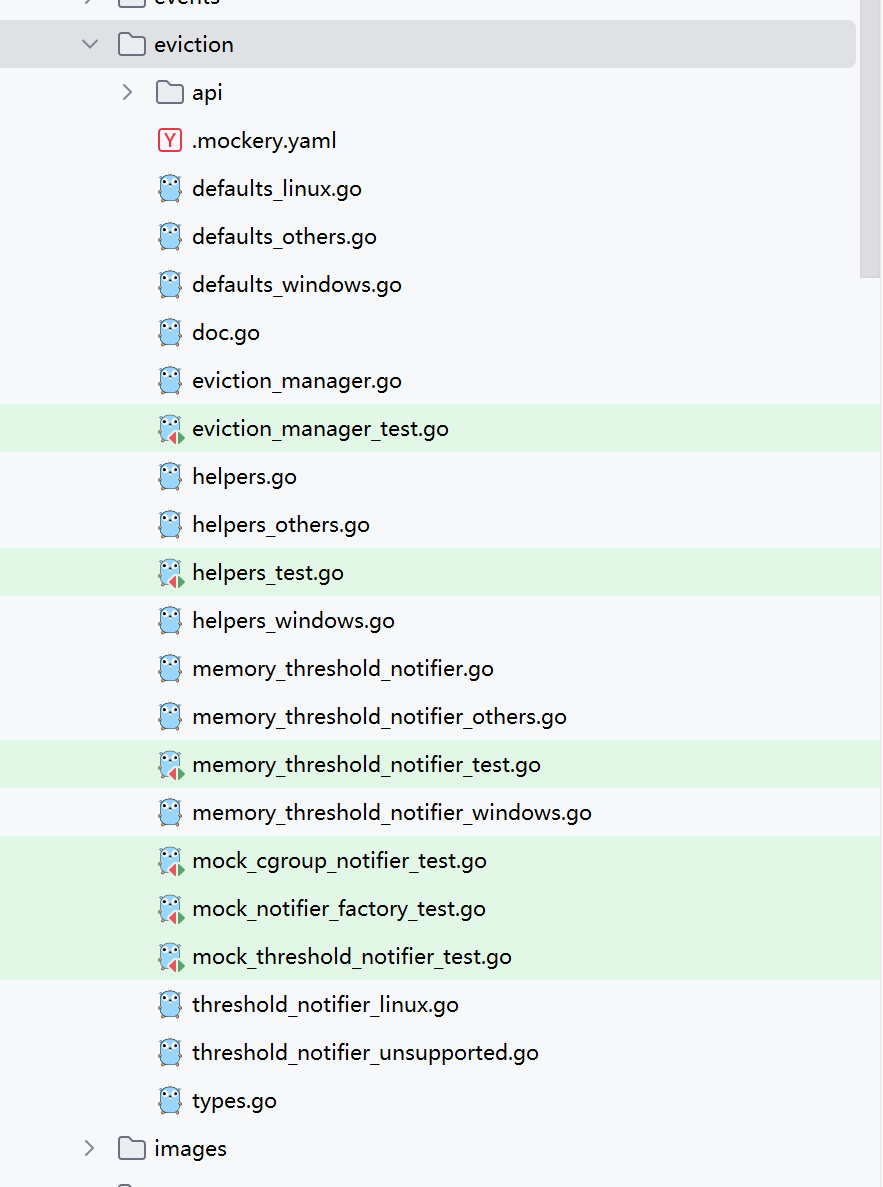 events
eviction
api
.mockery.yaml
defaults_linux.go
defaults_others.go
defaults_windows.go
doc.go
eviction_manager.go
eviction_manager_test.go
helpers.go
helpers_others.go
helpers_test.go
helpers_windows.go
memory_threshold_notifier.go
memory_threshold_notifier_others.go
memory_threshold_notifier_test.go
memory_threshold_notifier_windows.go
mock_cgroup_notifier_test.go
mock_notifier_factory_test.go
mock_threshold_notifier_test.go
threshold_notifier_linux.go
threshold_notifier_unsupported.go
types.go
images